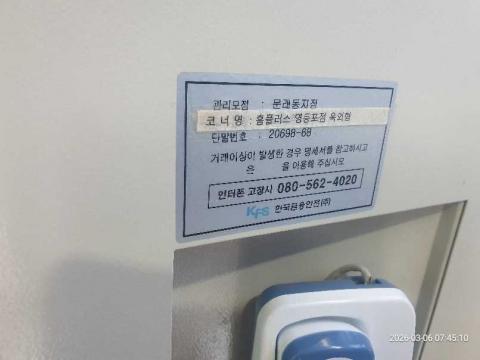 관리모점 : 문래동지점
코 너 명 : 홈플러스 영등포점 옥외형
단말번호 : 20698-68
거래이상이 발생한 경우 명세서를 참고하시고
은 을 이용해 주십시오
인터폰 고장시 080-562-4020
KFS 한국금융안전(주)
2026-03-06 07:45:10